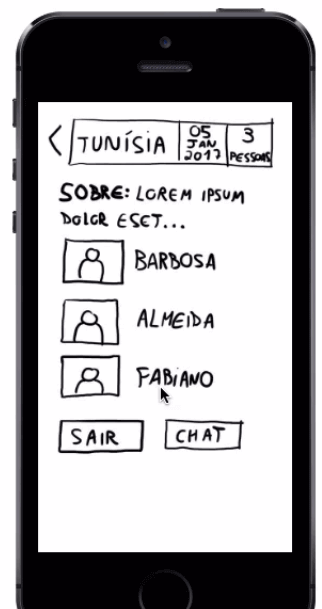 < TUNÍSIA 05 JAN 2017 3 PESSOAS
SOBRE: LOREM IPSUM
DOLOR ESET...
BARBOSA
ALMEIDA
FABIANO
SAIR CHAT